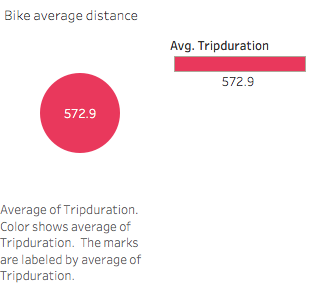 Bike average distance
Avg. Tripduration
572.9
572.9
Average of Tripduration.
Color shows average of
Tripduration.  The marks
are labeled by average of
Tripduration.